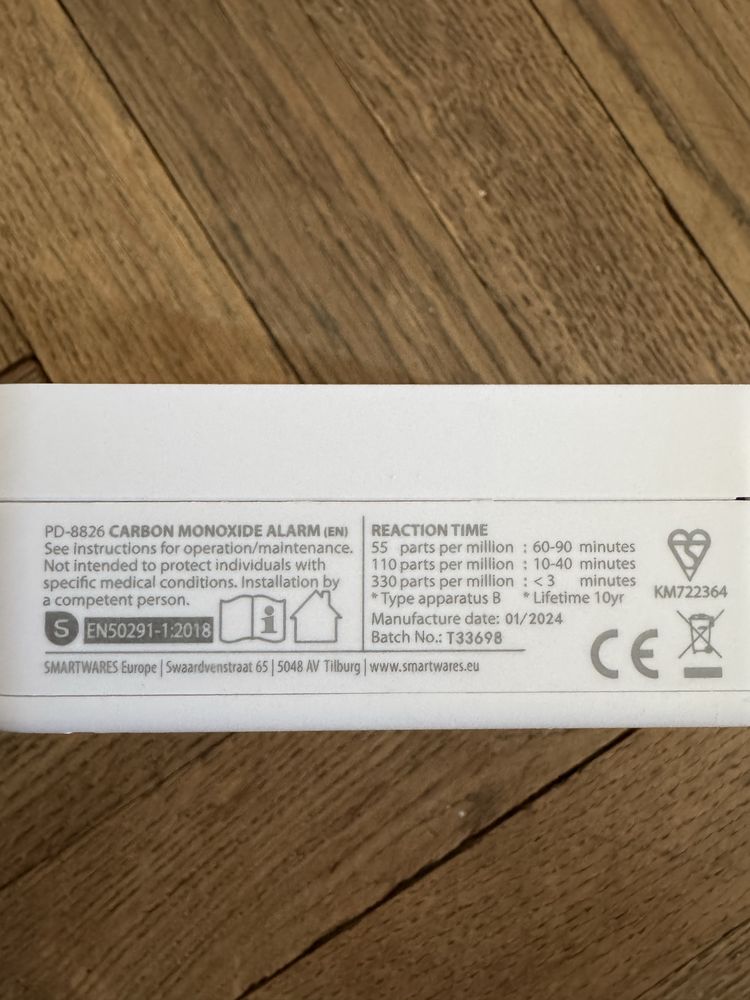 PD-8826 CARBON MONOXIDE ALARM (EN)
See instructions for operation/maintenance.
Not intended to protect individuals with
specific medical conditions. Installation by
a competent person.
S EN50291-1:2018
REACTION TIME
55 parts per million : 60-90 minutes
110 parts per million : 10-40 minutes
330 parts per million : < 3 minutes
* Type apparatus B * Lifetime 10yr
Manufacture date: 01/2024
Batch No.: T33698
KM722364
CE
SMARTWARES Europe | Swaardvenstraat 65 | 5048 AV Tilburg | www.smartwares.eu